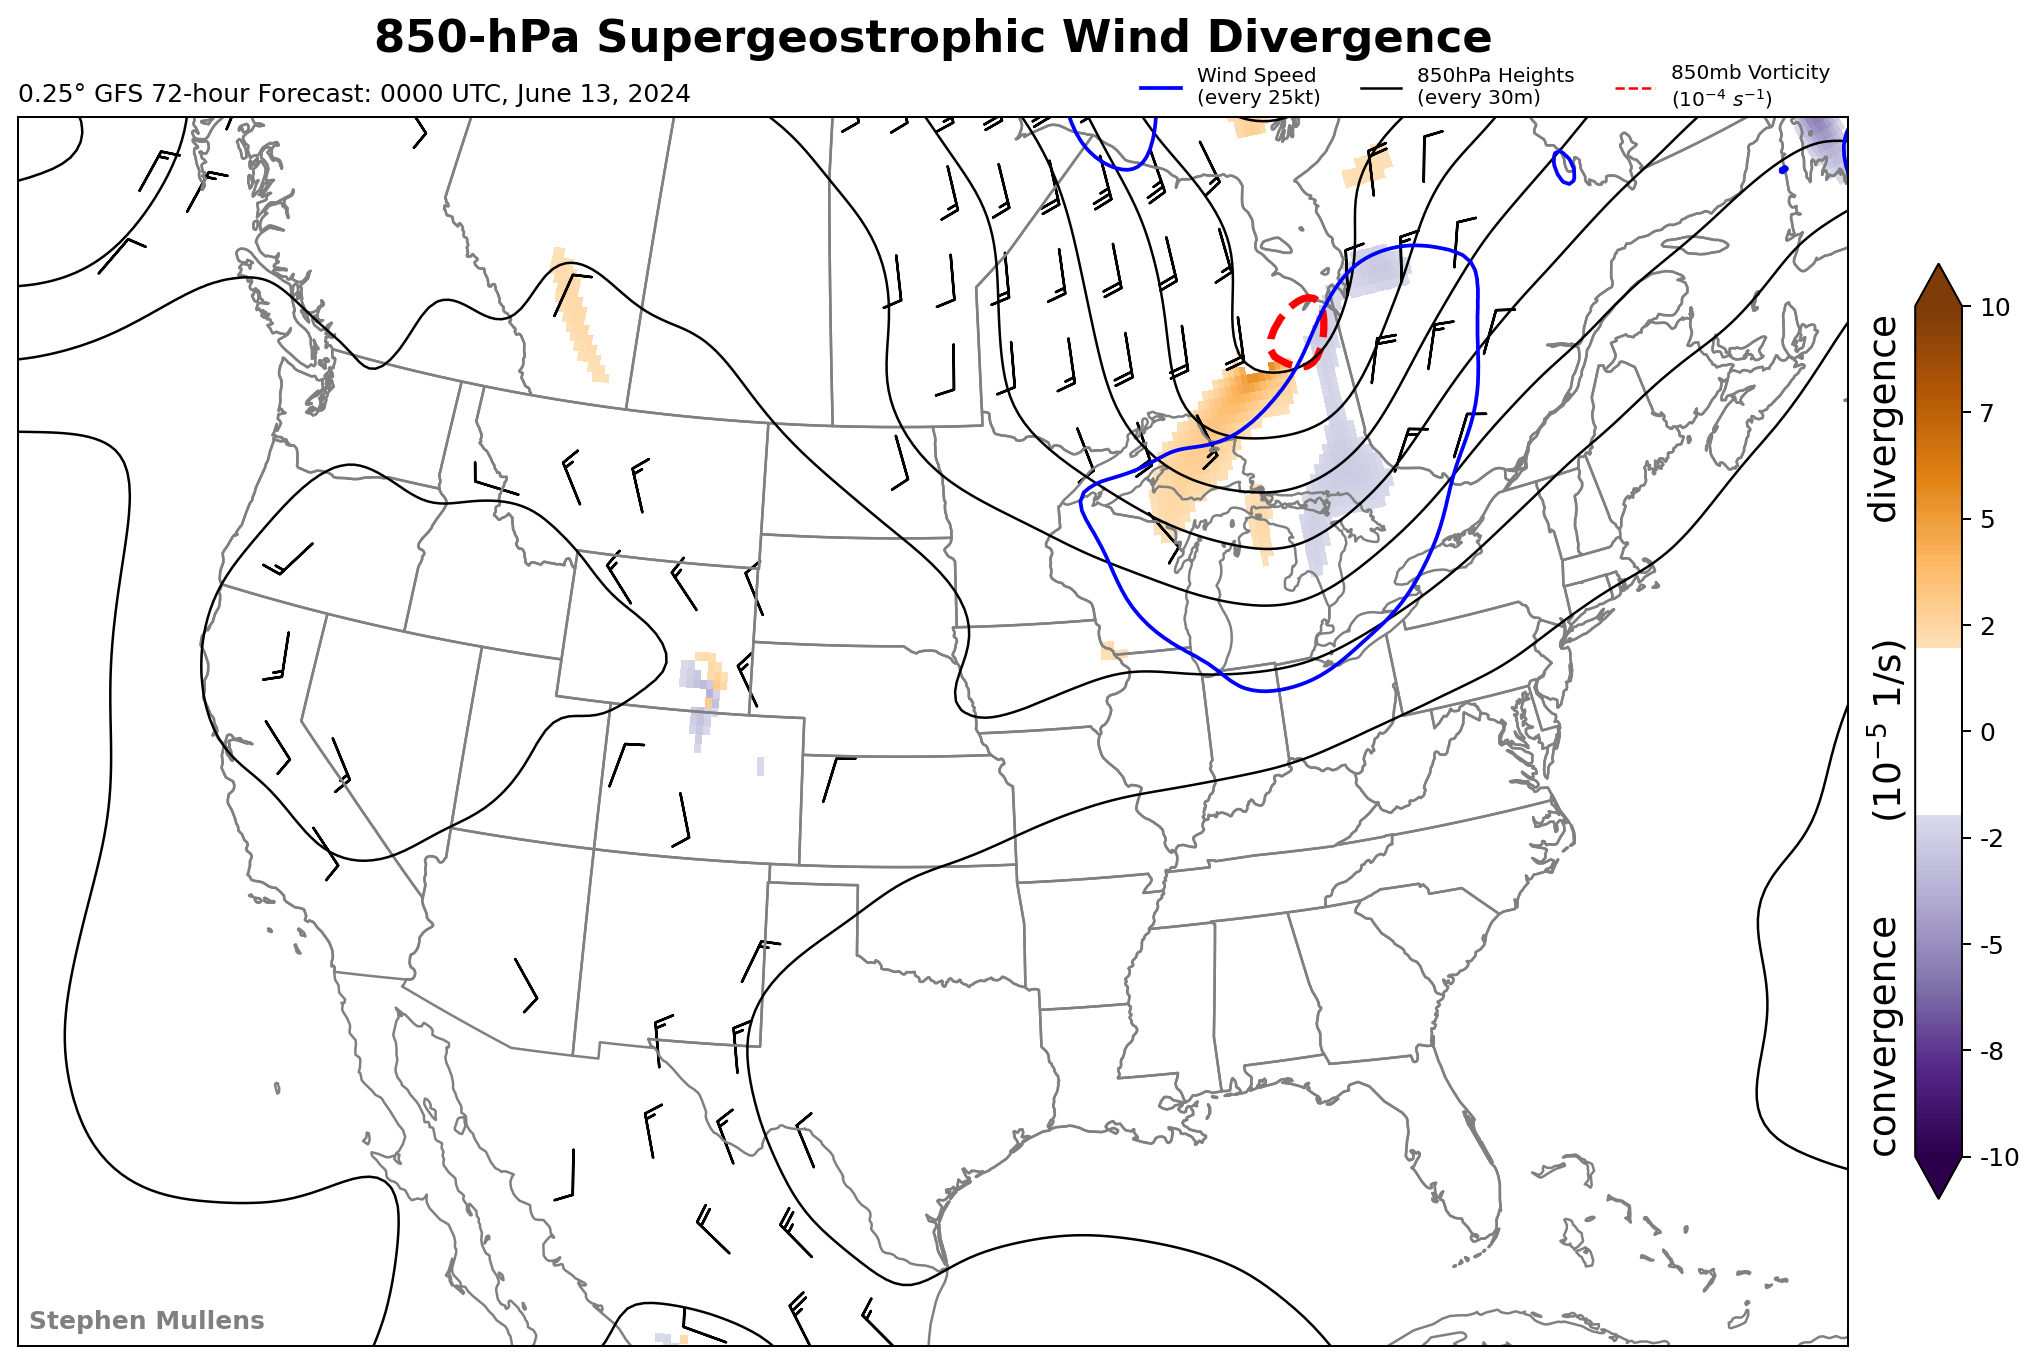 850-hPa Supergeostrophic Wind Divergence
0.25° GFS 72-hour Forecast: 0000 UTC, June 13, 2024
Wind Speed
(every 25kt)
850hPa Heights
(every 30m)
850mb Vorticity
(10⁻⁴ s⁻¹)
10
7
5
2
0
-2
-5
-8
-10
convergence (10⁻⁵ 1/s) divergence
Stephen Mullens